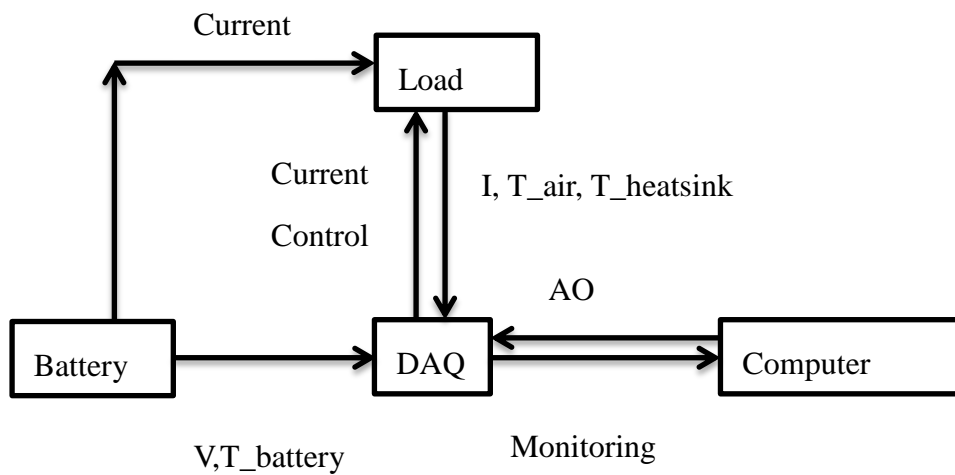 Current
Load
Current
Control
I, T_air, T_heatsink
AO
Battery
DAQ
Computer
V,T_battery
Monitoring